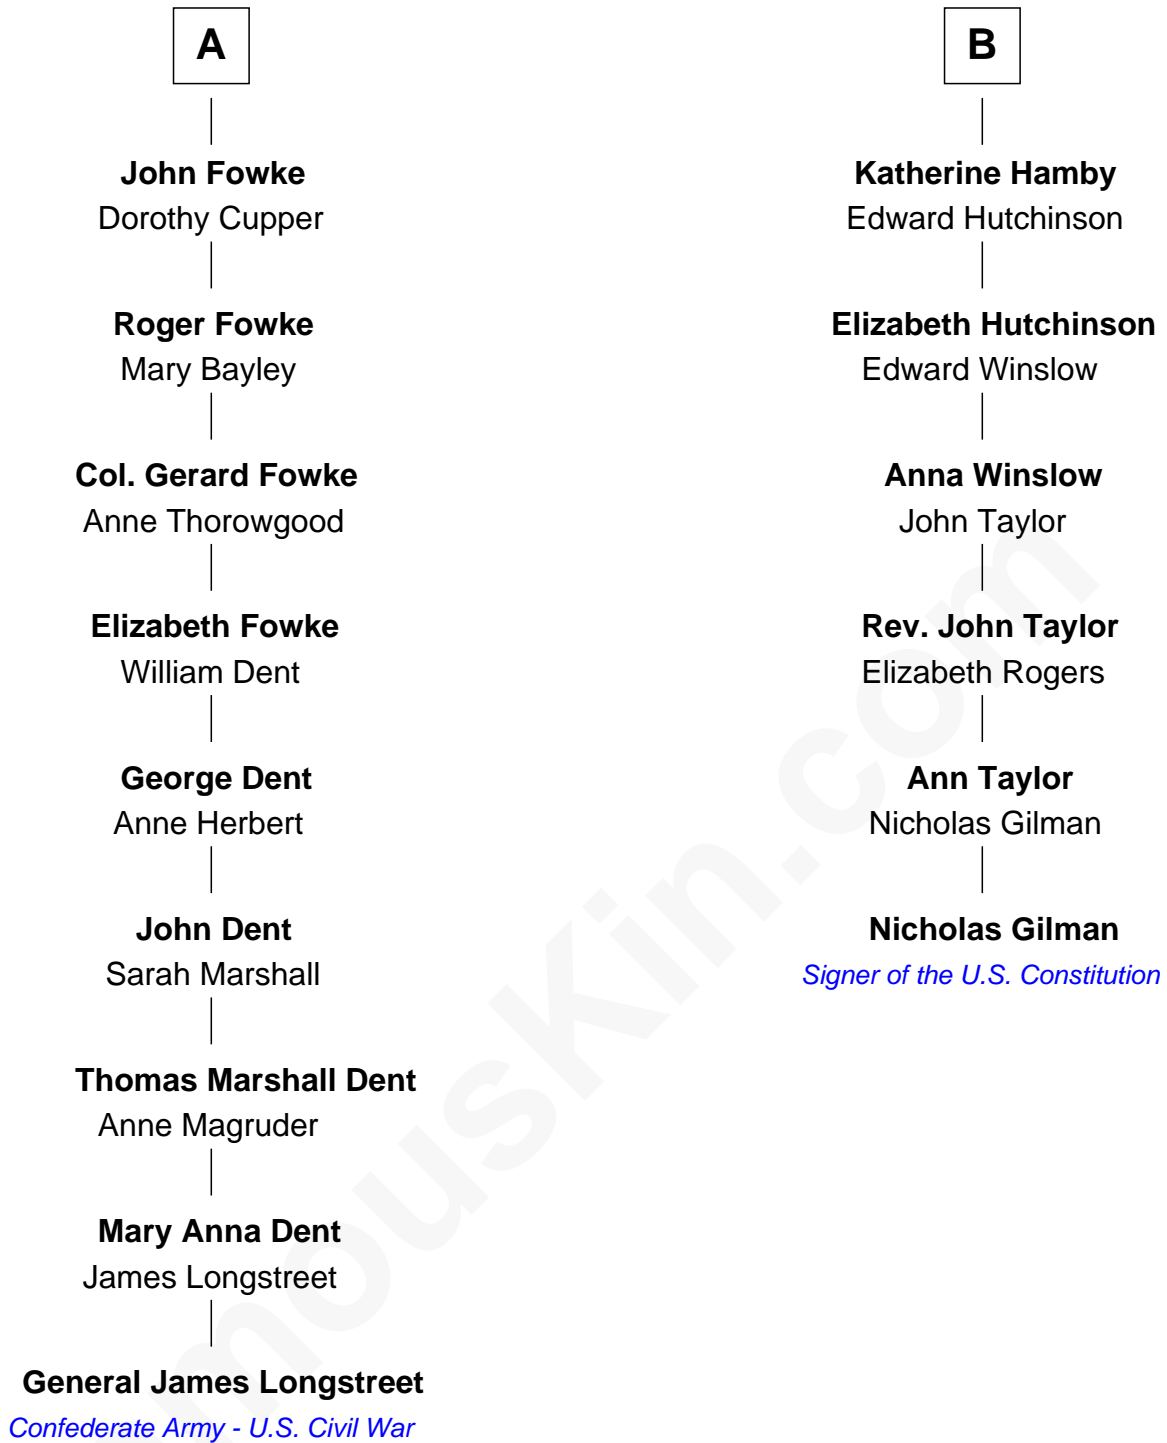 A
John Fowke
Dorothy Cupper
Roger Fowke
Mary Bayley
Col. Gerard Fowke
Anne Thorowgood
Elizabeth Fowke
William Dent
George Dent
Anne Herbert
John Dent
Sarah Marshall
Thomas Marshall Dent
Anne Magruder
Mary Anna Dent
James Longstreet
General James Longstreet
Confederate Army - U.S. Civil War
B
Katherine Hamby
Edward Hutchinson
Elizabeth Hutchinson
Edward Winslow
Anna Winslow
John Taylor
Rev. John Taylor
Elizabeth Rogers
Ann Taylor
Nicholas Gilman
Nicholas Gilman
Signer of the U.S. Constitution
mouskin.com